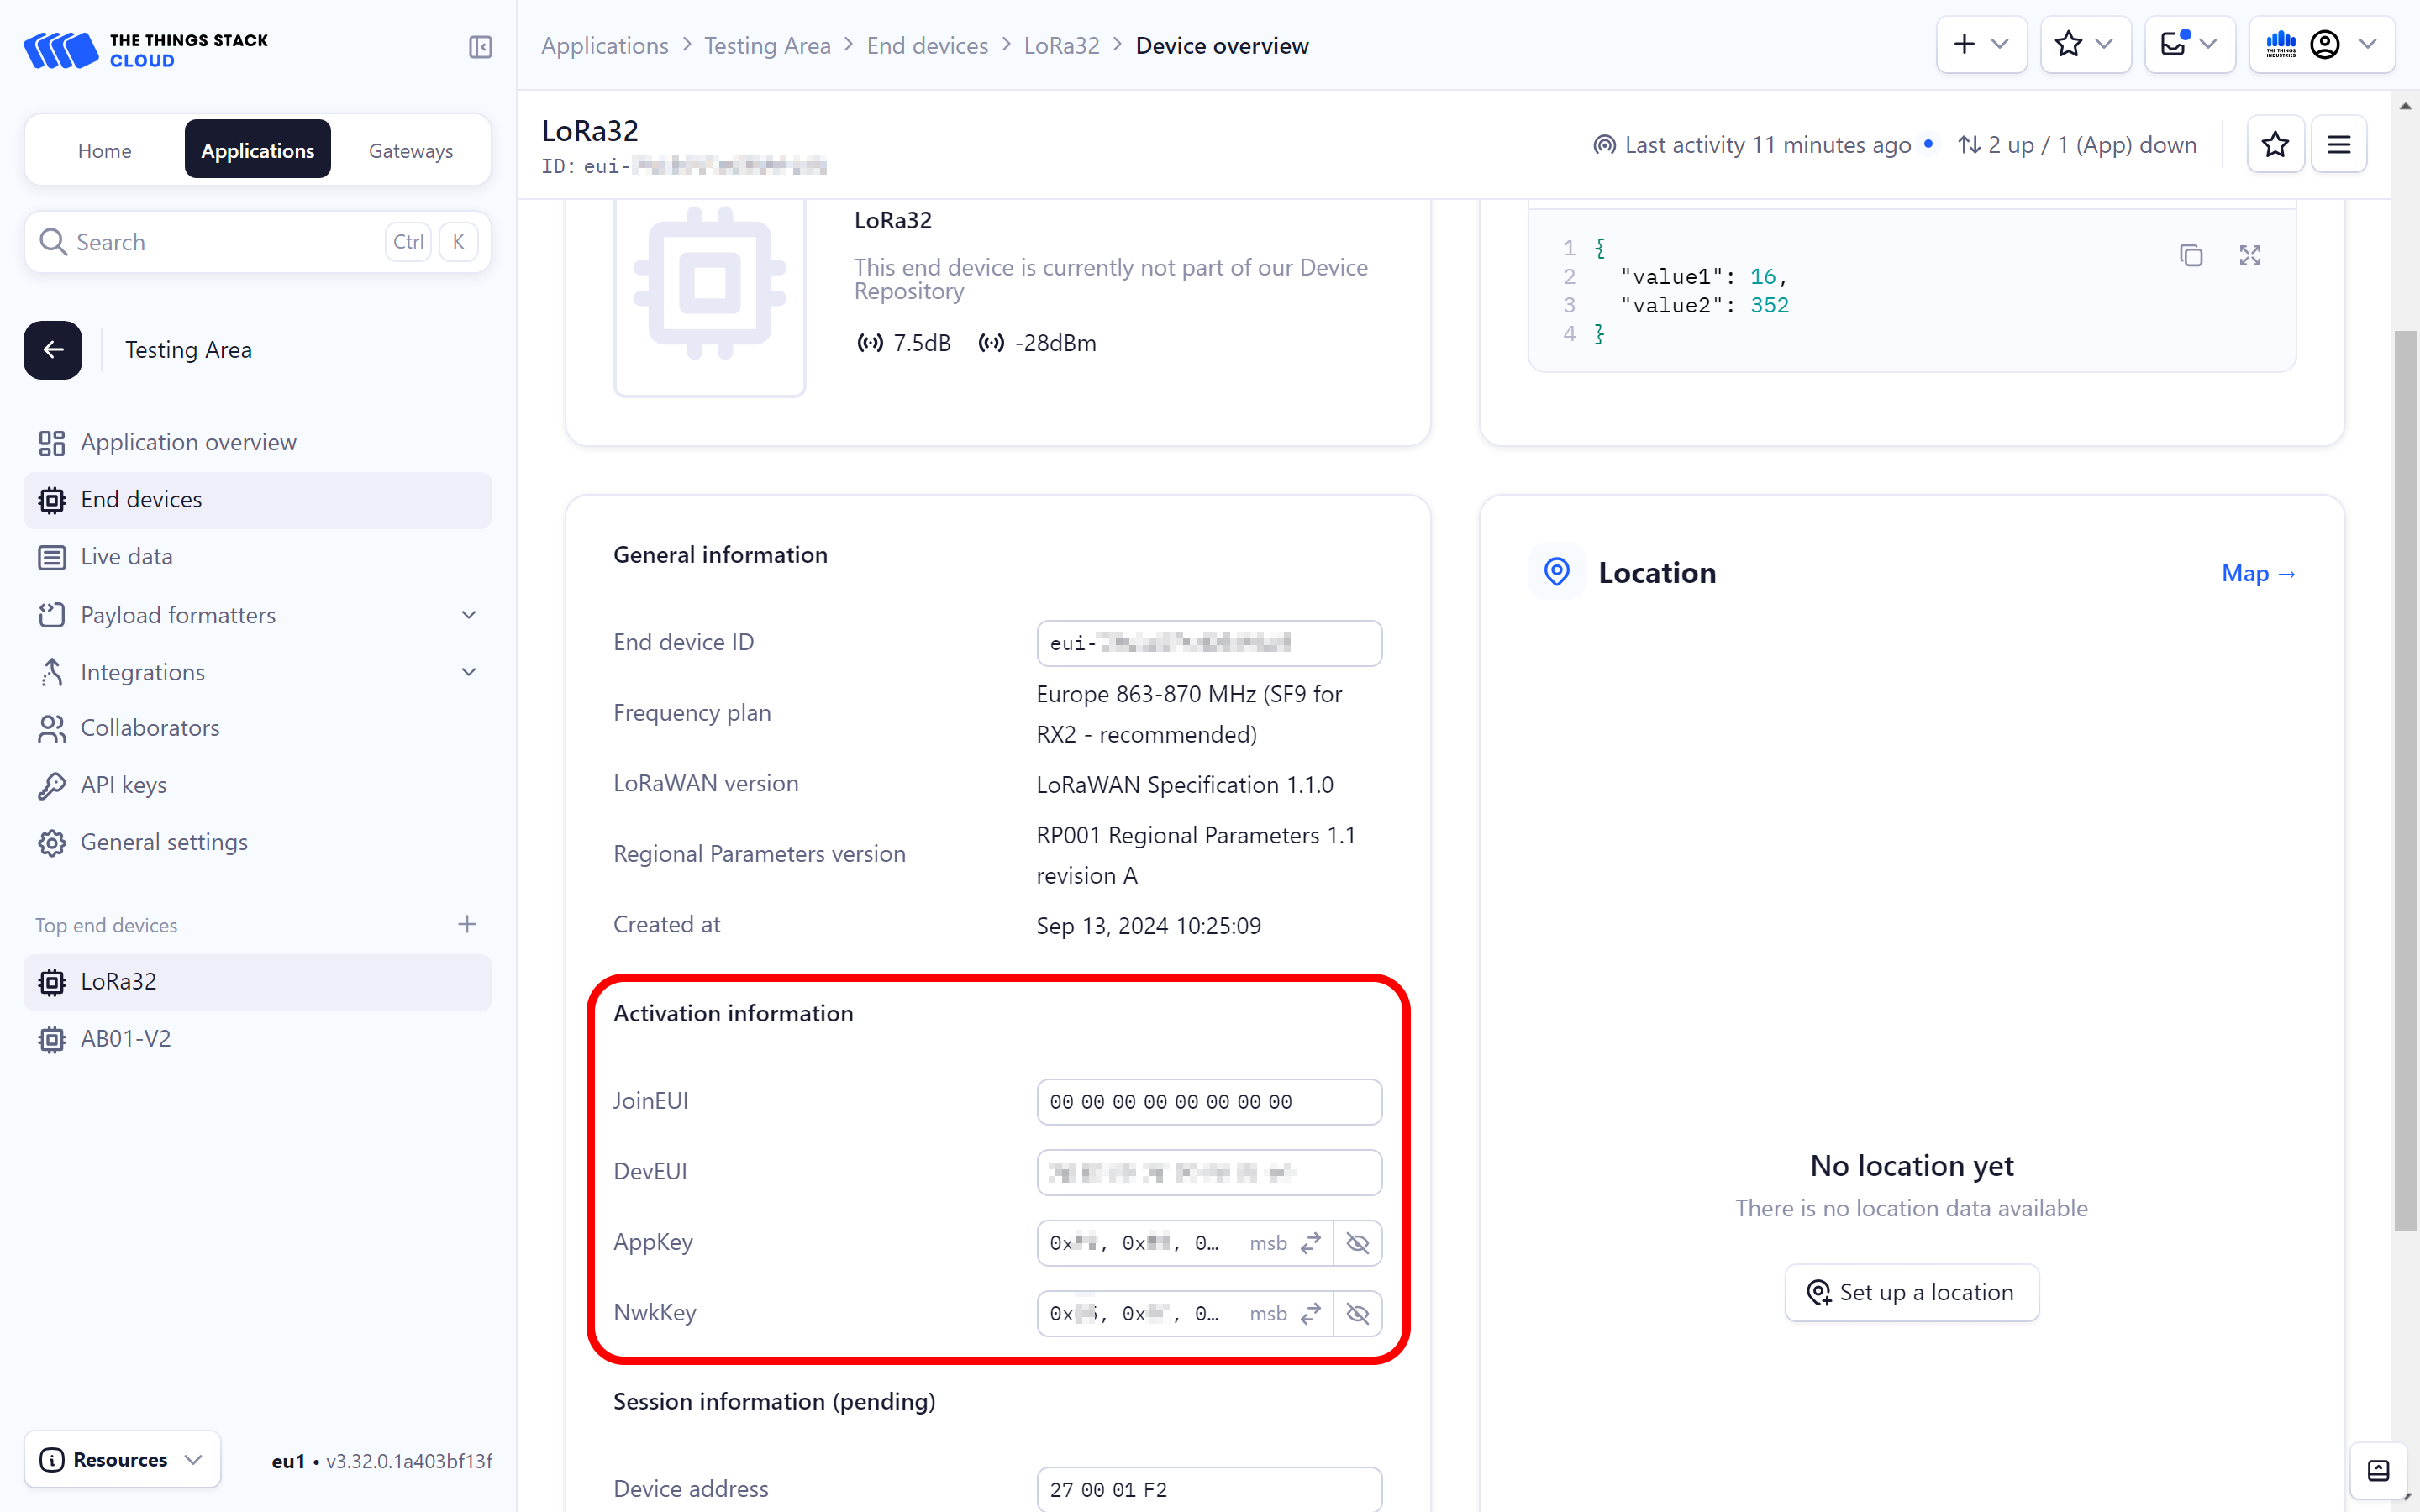 THE THINGS STACK
CLOUD
Applications > Testing Area > End devices > LoRa32 > Device overview
THE THINGS INDUSTRIES
Home Applications Gateways
Search Ctrl K
LoRa32
ID: eui-
Last activity 11 minutes ago • 2 up / 1 (App) down
Testing Area
Application overview
End devices
Live data
Payload formatters
Integrations
Collaborators
API keys
General settings
Top end devices
LoRa32
AB01-V2
Resources
eu1 • v3.32.0.1a403bf13f
LoRa32
This end device is currently not part of our Device
Repository
7.5dB -28dBm
1 {
2 "value1": 16,
3 "value2": 352
4 }
General information
End device ID eui-
Frequency plan Europe 863-870 MHz (SF9 for
RX2 - recommended)
LoRaWAN version LoRaWAN Specification 1.1.0
Regional Parameters version RP001 Regional Parameters 1.1
revision A
Created at Sep 13, 2024 10:25:09
Activation information
JoinEUI 00 00 00 00 00 00 00 00
DevEUI
AppKey 0x , 0x , 0... msb
NwkKey 0x , 0x , 0... msb
Session information (pending)
Device address 27 00 01 F2
Location
Map →
No location yet
There is no location data available
Set up a location